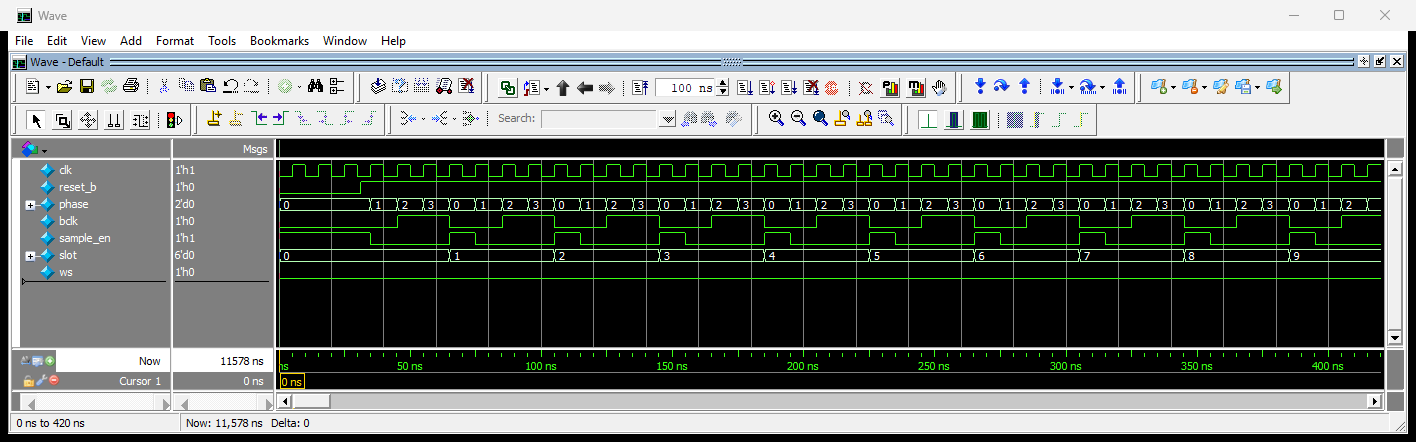 Wave
File Edit View Add Format Tools Bookmarks Window Help
Wave - Default
100 ns
Search:
Msgs
clk 1'h1
reset_b 1'h0
phase 2'd0 0 1 2 3 0 1 2 3 0 1 2 3 0 1 2 3 0 1 2 3 0 1 2 3 0 1 2 3 0 1 2 3 0 1 2 3 0 1 2
bclk 1'h0
sample_en 1'h1
slot 6'd0 0 1 2 3 4 5 6 7 8 9
ws 1'h0
Now 11578 ns ns 50 ns 100 ns 150 ns 200 ns 250 ns 300 ns 350 ns 400 ns
Cursor 1 0 ns 0 ns
0 ns to 420 ns Now: 11,578 ns Delta: 0